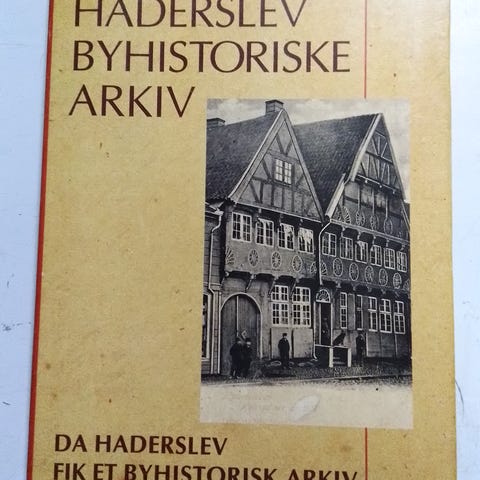 HADERSLEV
BYHISTORISKE
ARKIV
DA HADERSLEV
FIK ET BYHISTORISK ARKIV